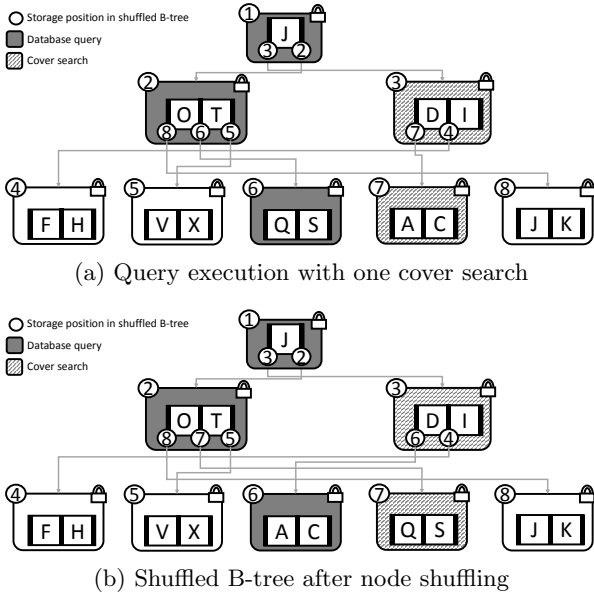 Storage position in shuffled B-tree
Database query
Cover search
1
J
3 2
2
3
O T
D I
8 6 5
7 4
4
5
6
7
8
F H
V X
Q S
A C
J K
(a) Query execution with one cover search
Storage position in shuffled B-tree
Database query
Cover search
1
J
3 2
2
3
O T
D I
8 7 5
6 4
4
5
6
7
8
F H
V X
A C
Q S
J K
(b) Shuffled B-tree after node shuffling